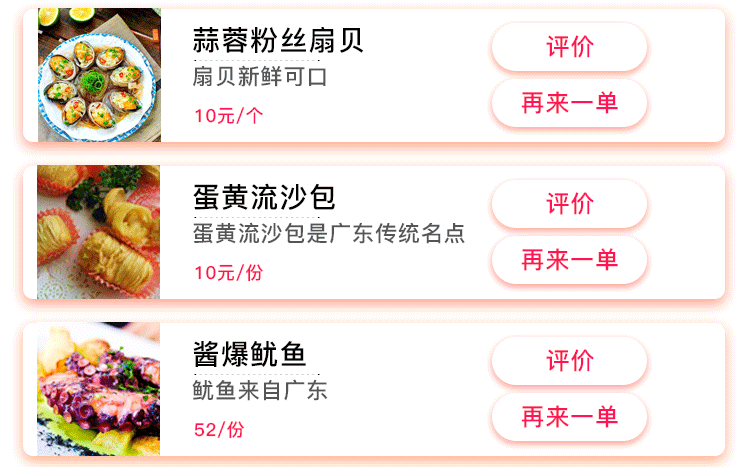 蒜蓉粉丝扇贝
扇贝新鲜可口
10元/个
评价
再来一单
蛋黄流沙包
蛋黄流沙包是广东传统名点
10元/份
评价
再来一单
酱爆鱿鱼
鱿鱼来自广东
52/份
评价
再来一单